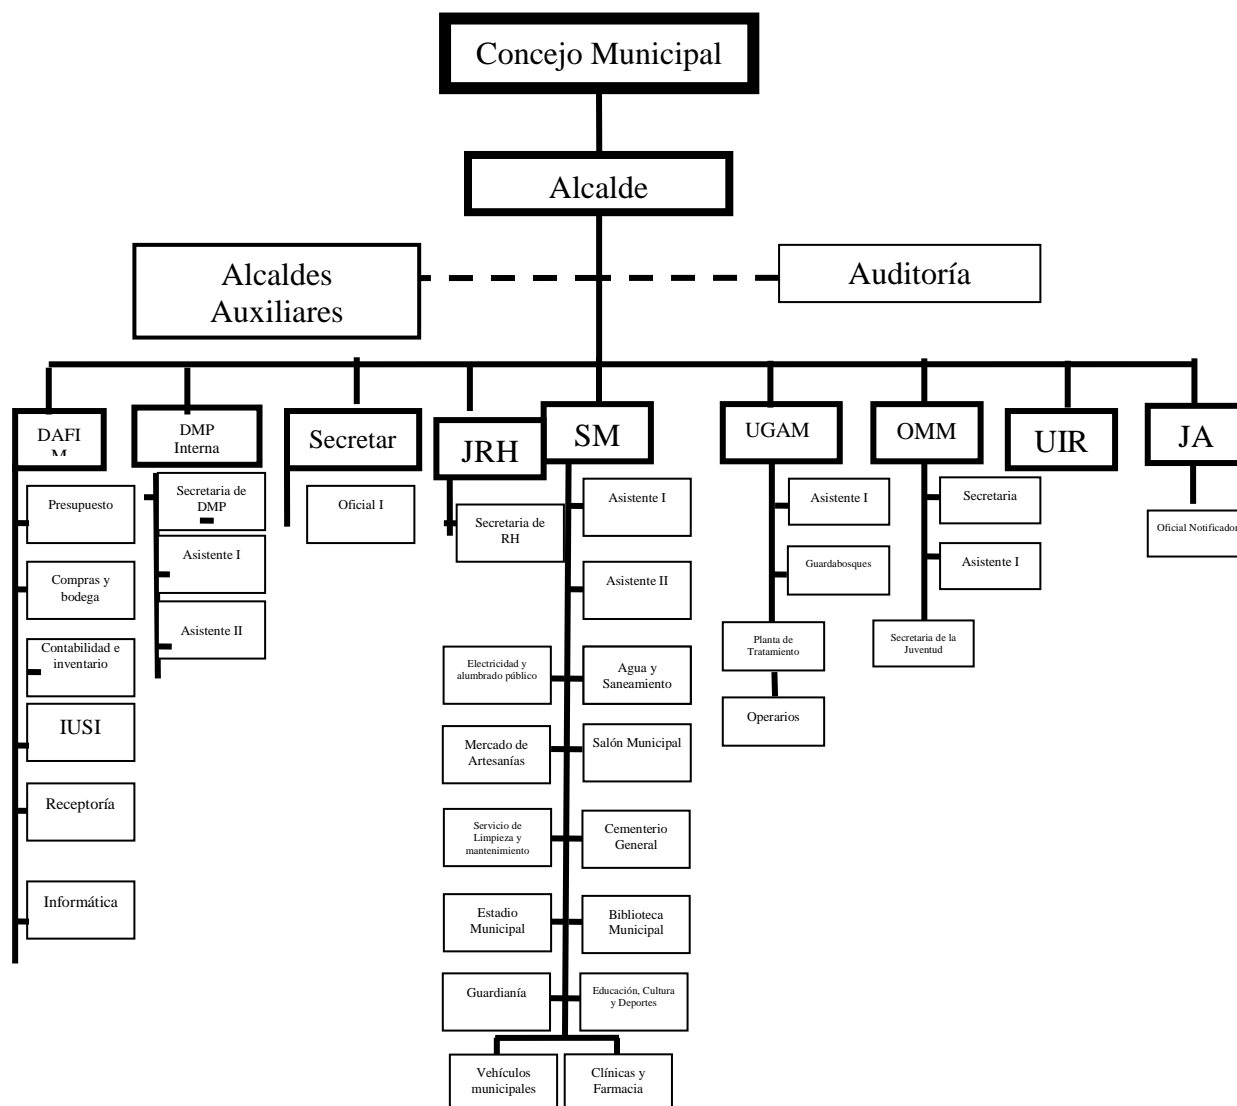 Concejo Municipal
Alcalde
Alcaldes
Auxiliares
Auditoría
DAFI
M
DMP
Interna
Secretar
JRH
SM
UGAM
OMM
UIR
JA
Presupuesto
Compras y
bodega
Contabilidad e
inventario
IUSI
Receptoría
Informática
Secretaria de
DMP
Asistente I
Asistente II
Oficial I
Secretaria de
RH
Asistente I
Asistente II
Electricidad y
alumbrado público
Agua y
Saneamiento
Mercado de
Artesanías
Salón Municipal
Servicio de
Limpieza y
mantenimiento
Cementerio
General
Estadio
Municipal
Biblioteca
Municipal
Guardianía
Educación, Cultura
y Deportes
Vehículos
municipales
Clínicas y
Farmacia
Asistente I
Guardabosques
Planta de
Tratamiento
Operarios
Secretaria
Asistente I
Secretaria de la
Juventud
Oficial Notificador